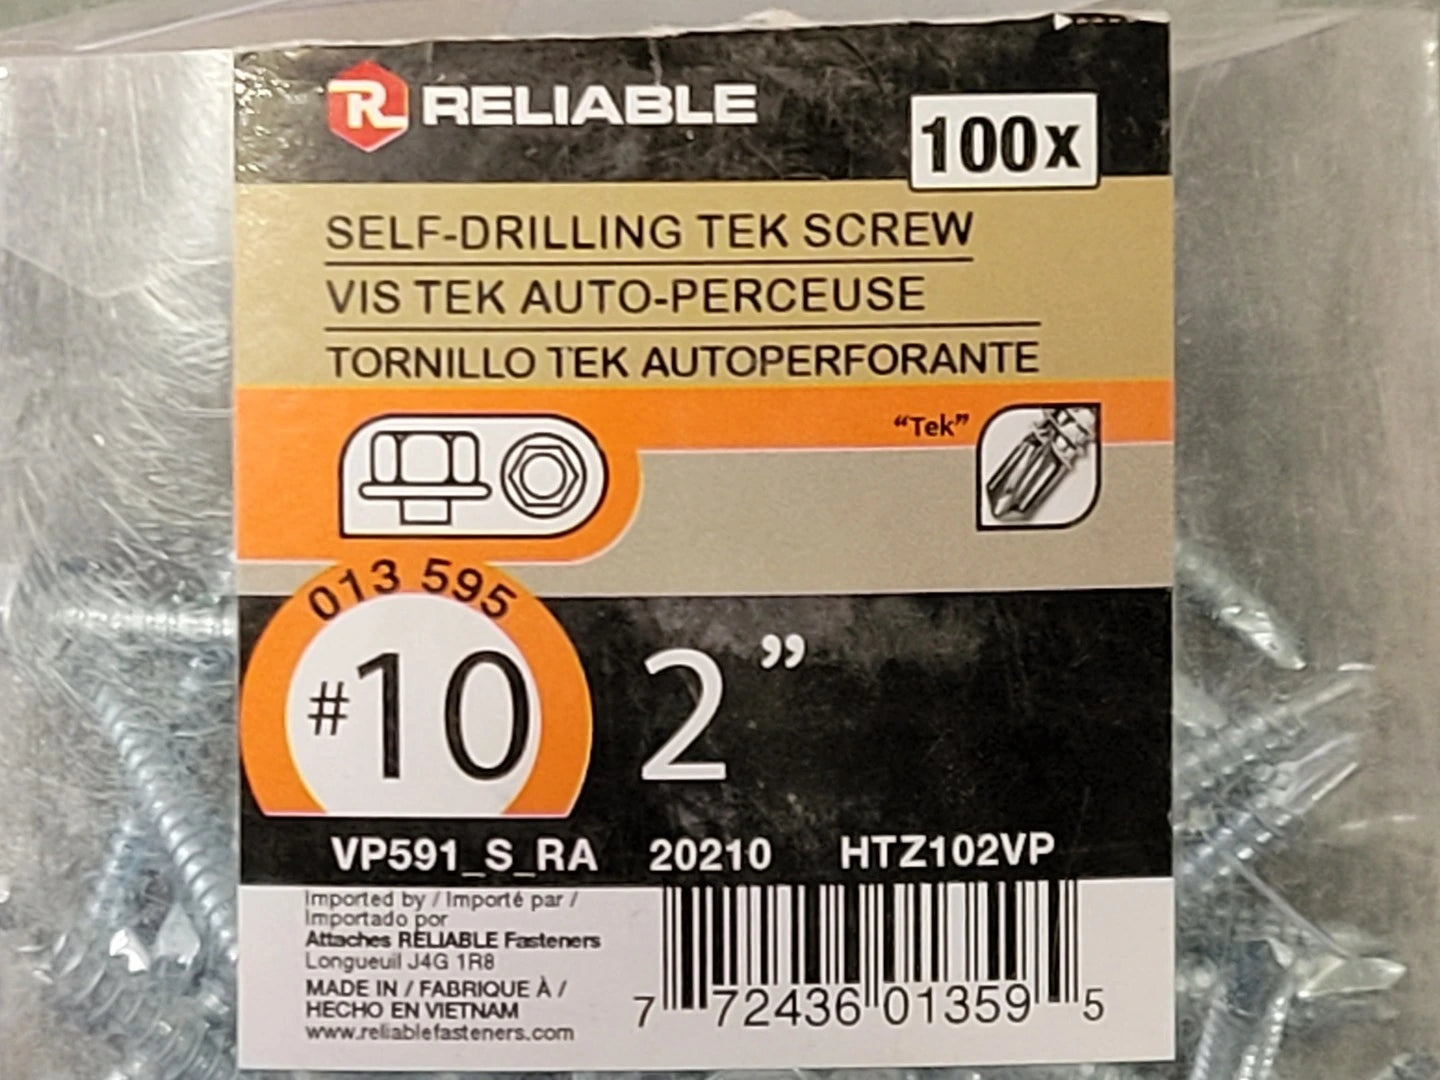 R RELIABLE
100x
SELF-DRILLING TEK SCREW
VIS TEK AUTO-PERCEUSE
TORNILLO TEK AUTOPERFORANTE
“Tek”
013 595
#10 2”
VP591_S_RA 20210 HTZ102VP
Imported by / Importé par /
Importado por
Attaches RELIABLE Fasteners
Longueuil J4G 1R8
MADE IN / FABRIQUE À /
HECHO EN VIETNAM
www.reliablefasteners.com
7 72436 01359 5